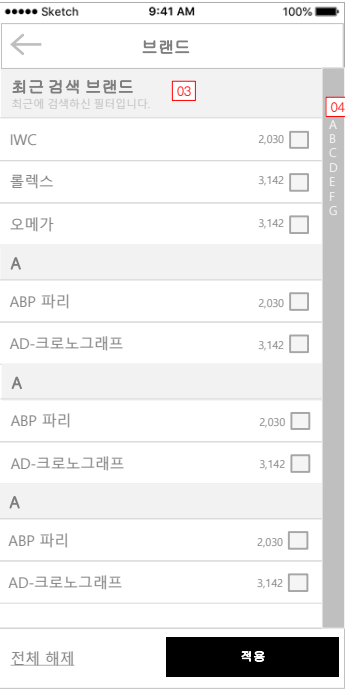 Sketch 9:41 AM 100%
브랜드
최근 검색 브랜드 03
최근에 검색하신 필터입니다.
04
A
B
C
D
E
F
G
IWC 2,030
롤렉스 3,142
오메가 3,142
A
ABP 파리 2,030
AD-크로노그래프 3,142
A
ABP 파리 2,030
AD-크로노그래프 3,142
A
ABP 파리 2,030
AD-크로노그래프 3,142
전체 해제 적용